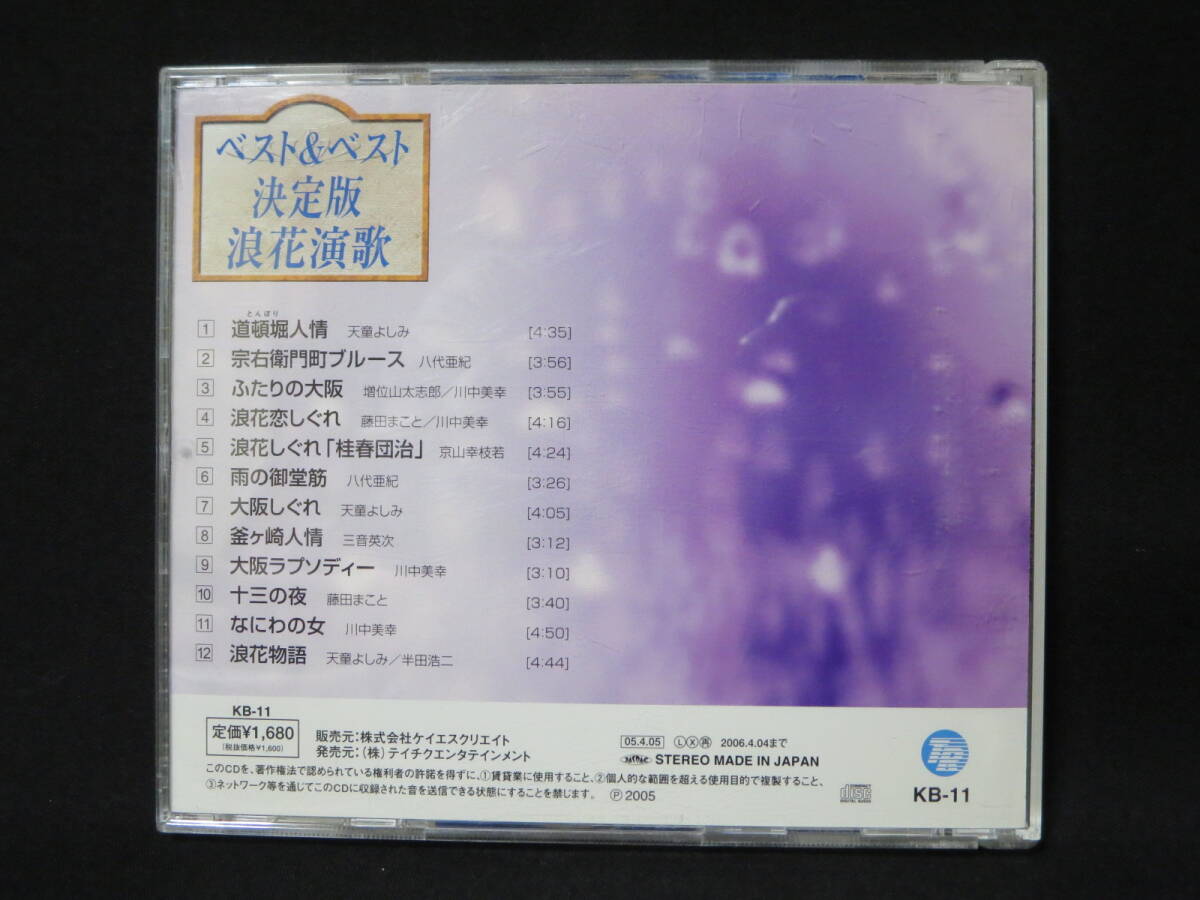 ベスト&ベスト
決定版
浪花演歌
とんぼり
1 道頓堀人情 天童よしみ [4:35]
2 宗右衛門町ブルース 八代亜紀 [3:56]
3 ふたりの大阪 増位山太志郎/川中美幸 [3:55]
4 浪花恋しぐれ 藤田まこと/川中美幸 [4:16]
5 浪花しぐれ「桂春団治」 京山幸枝若 [4:24]
6 雨の御堂筋 八代亜紀 [3:26]
7 大阪しぐれ 天童よしみ [4:05]
8 釜ヶ崎人情 三音英次 [3:12]
9 大阪ラプソディー 川中美幸 [3:10]
10 十三の夜 藤田まこと [3:40]
11 なにわの女 川中美幸 [4:50]
12 浪花物語 天童よしみ/半田浩二 [4:44]
KB-11
定価¥1,680
(税抜価格¥1,600)
販売元:株式会社ケイエスクリエイト
発売元:(株)テイチクエンタテインメント
05.4.05 Ⓛ Ⓧ ㊊ 2006.4.04まで
STEREO MADE IN JAPAN
このCDを、著作権法で認められている権利者の許諾を得ずに、①賃貸業に使用すること、②個人的な範囲を超える使用目的で複製すること、
③ネットワーク等を通じてこのCDに収録された音を送信できる状態にすることを禁じます。 Ⓟ2005
COMPACT
disc
DIGITAL AUDIO
KB-11